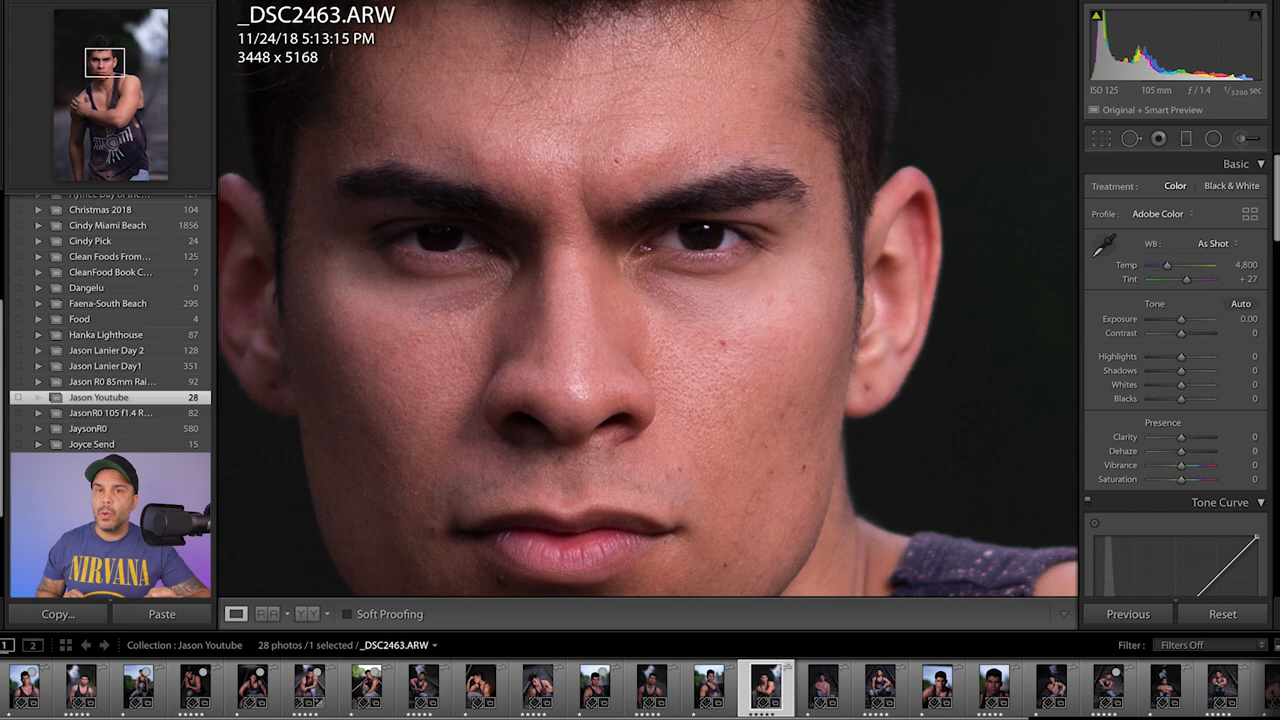 _DSC2463.ARW
11/24/18 5:13:15 PM
3448 x 5168
Christmas 2018 104
Cindy Miami Beach 1856
Cindy Pick 24
Clean Foods From... 125
CleanFood Book C... 7
Dangelu 0
Faena-South Beach 295
Food 4
Hanka Lighthouse 87
Jason Lanier Day 2 128
Jason Lanier Day1 351
Jason R0 85mm Rai... 92
Jason Youtube 28
JasonR0 105 f1.4 R... 82
JaysonR0 580
Joyce Send 15
NIRVANA
Copy... Paste
R A Y Y Soft Proofing
ISO 125 105 mm ƒ / 1.4 1/3200 sec
Original + Smart Preview
Basic
Treatment : Color Black & White
Profile : Adobe Color
WB : As Shot
Temp 4,800
Tint + 27
Tone Auto
Exposure 0.00
Contrast 0
Highlights 0
Shadows 0
Whites 0
Blacks 0
Presence
Clarity 0
Dehaze 0
Vibrance 0
Saturation 0
Tone Curve
Previous Reset
1 2 Collection : Jason Youtube 28 photos /1 selected /_DSC2463.ARW Filter : Filters Off